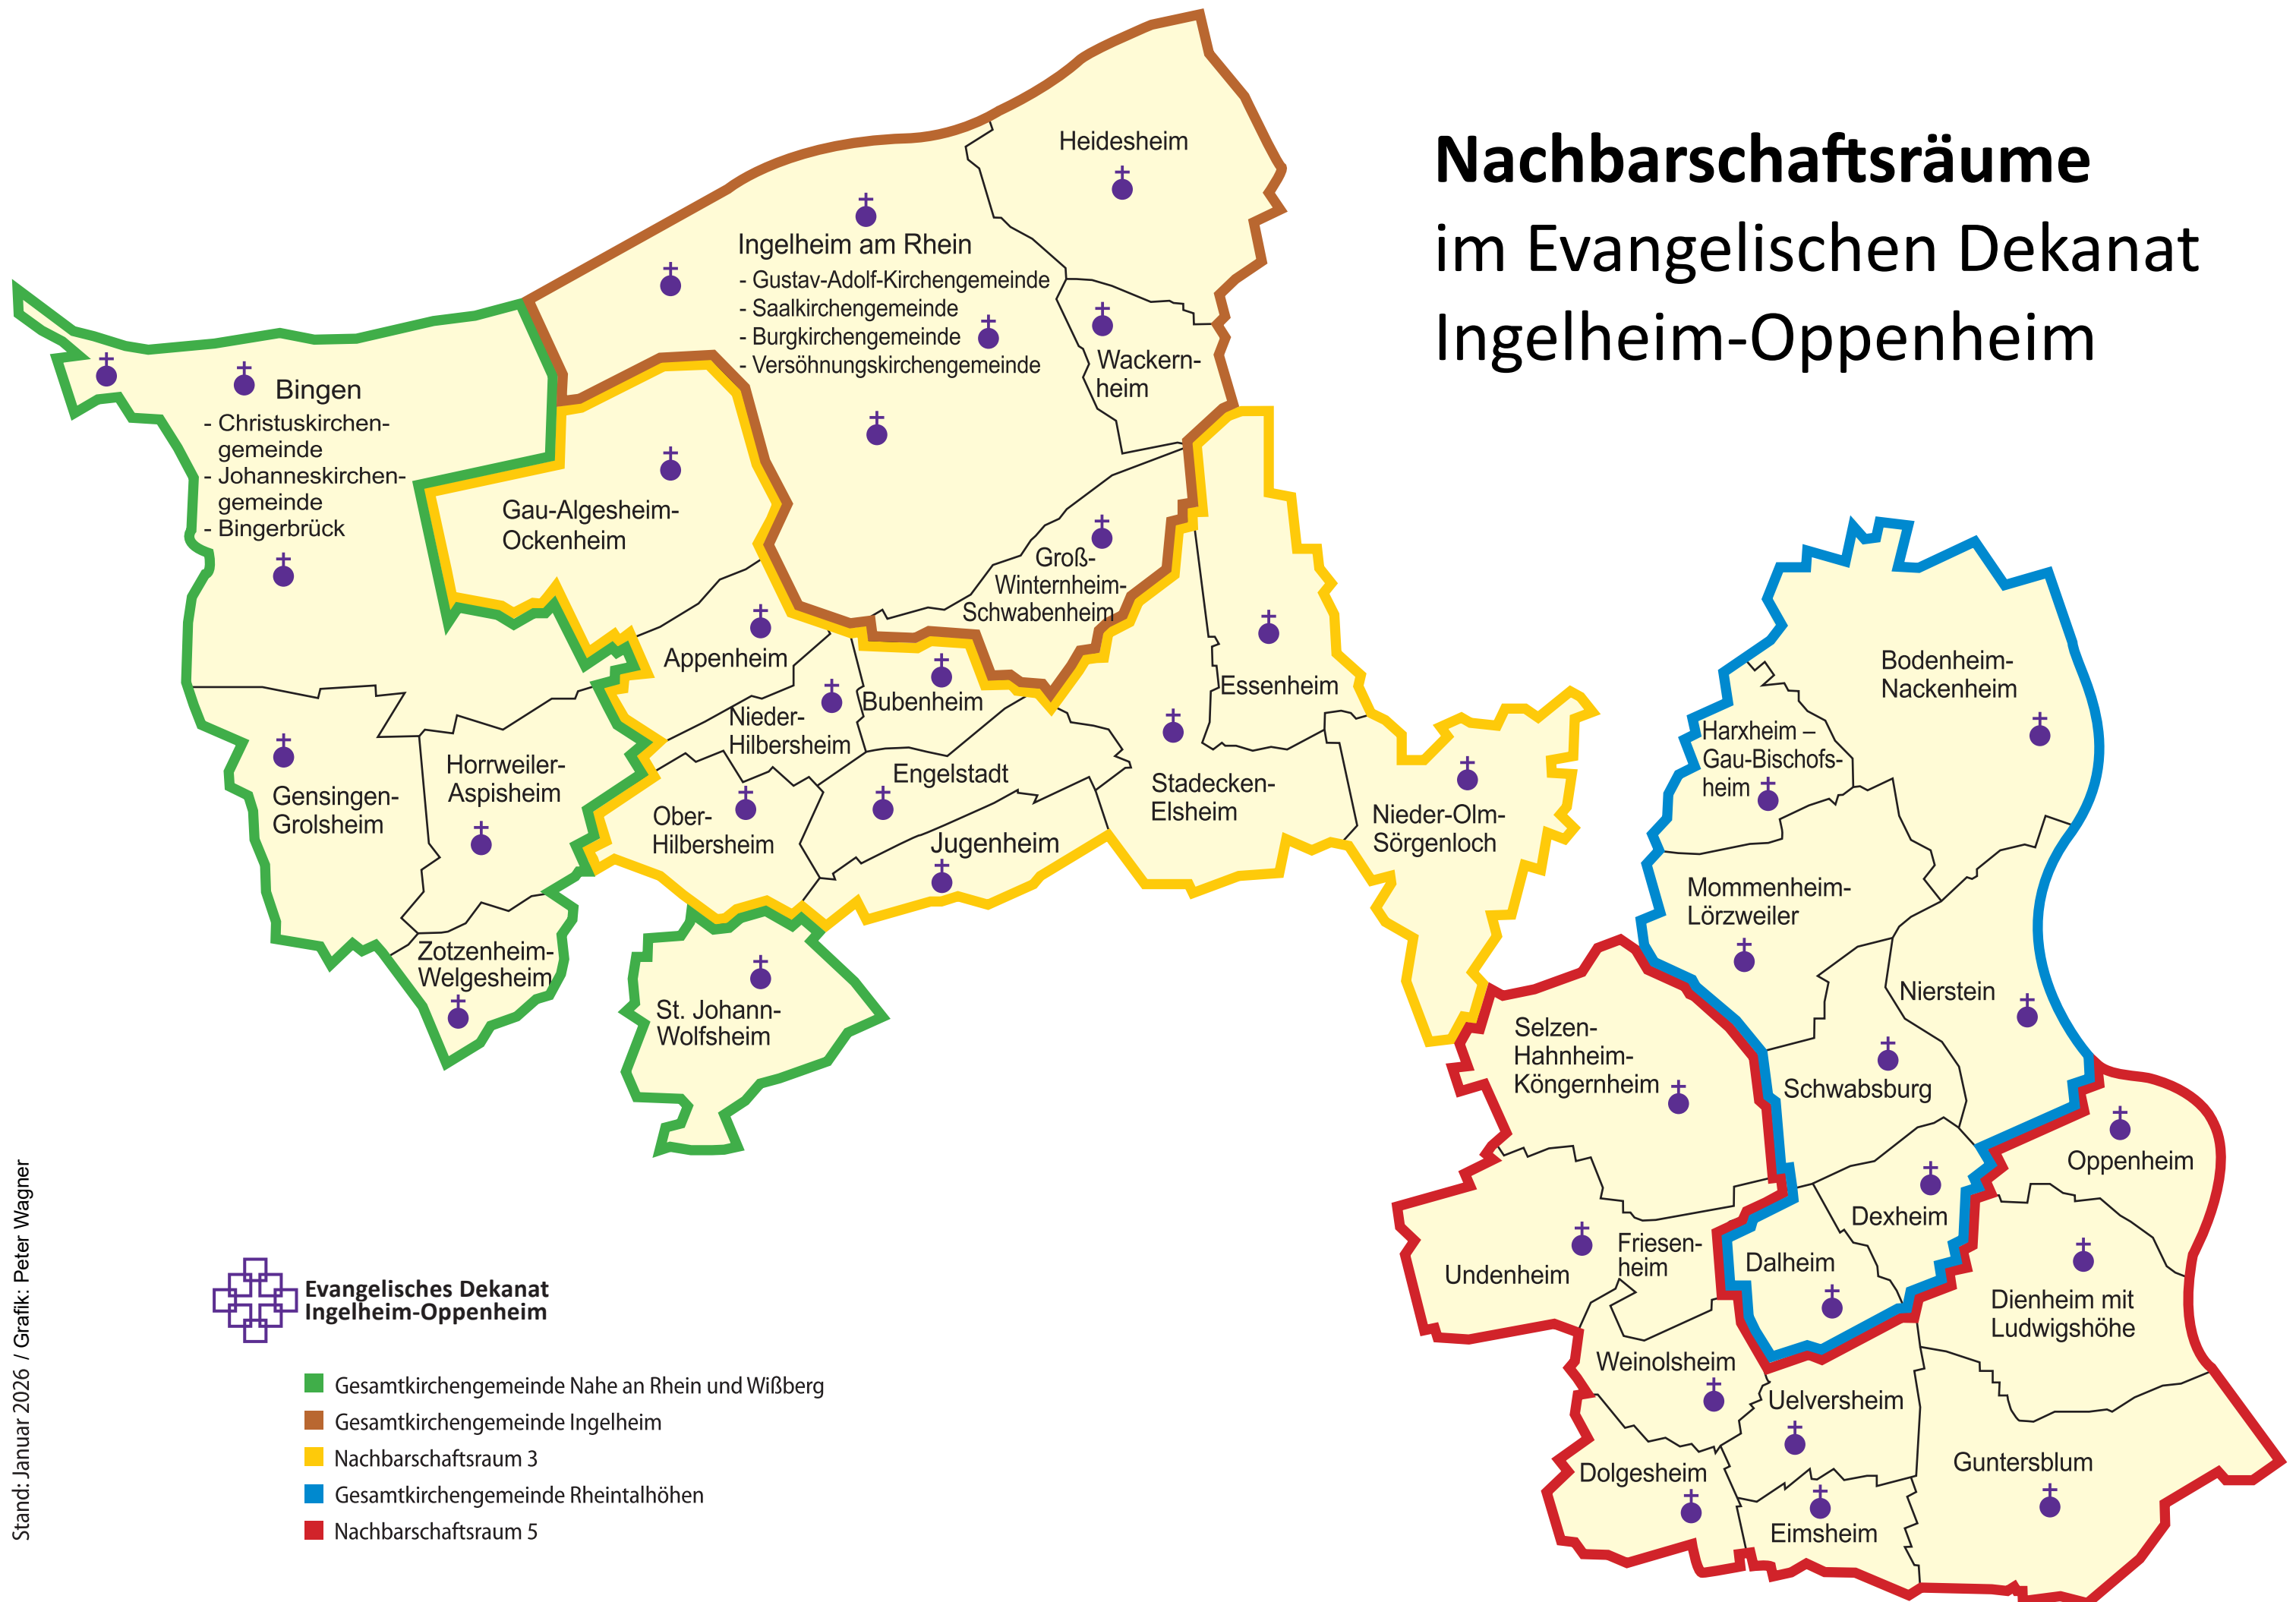 Nachbarschaftsräume
im Evangelischen Dekanat
Ingelheim-Oppenheim
Heidesheim
Ingelheim am Rhein
- Gustav-Adolf-Kirchengemeinde
- Saalkirchengemeinde
- Burgkirchengemeinde
- Versöhnungskirchengemeinde
Wackern-
heim
Bingen
- Christuskirchen-
gemeinde
- Johanneskirchen-
gemeinde
- Bingerbrück
Gau-Algesheim-
Ockenheim
Groß-
Winternheim-
Schwabenheim
Appenheim
Nieder-
Hilbersheim
Bubenheim
Essenheim
Gensingen-
Grolsheim
Horrweiler-
Aspisheim
Ober-
Hilbersheim
Engelstadt
Jugenheim
Stadecken-
Elsheim
Nieder-Olm-
Sörgenloch
Zotzenheim-
Welgesheim
St. Johann-
Wolfsheim
Bodenheim-
Nackenheim
Harxheim –
Gau-Bischofs-
heim
Mommenheim-
Lörzweiler
Nierstein
Schwabsburg
Selzen-
Hahnheim-
Köngernheim
Oppenheim
Dexheim
Dalheim
Undenheim
Friesen-
heim
Dienheim mit
Ludwigshöhe
Weinolsheim
Uelversheim
Guntersblum
Dolgesheim
Eimsheim
Evangelisches Dekanat
Ingelheim-Oppenheim
Gesamtkirchengemeinde Nahe an Rhein und Wißberg
Gesamtkirchengemeinde Ingelheim
Nachbarschaftsraum 3
Gesamtkirchengemeinde Rheintalhöhen
Nachbarschaftsraum 5
Stand: Januar 2026 / Grafik: Peter Wagner